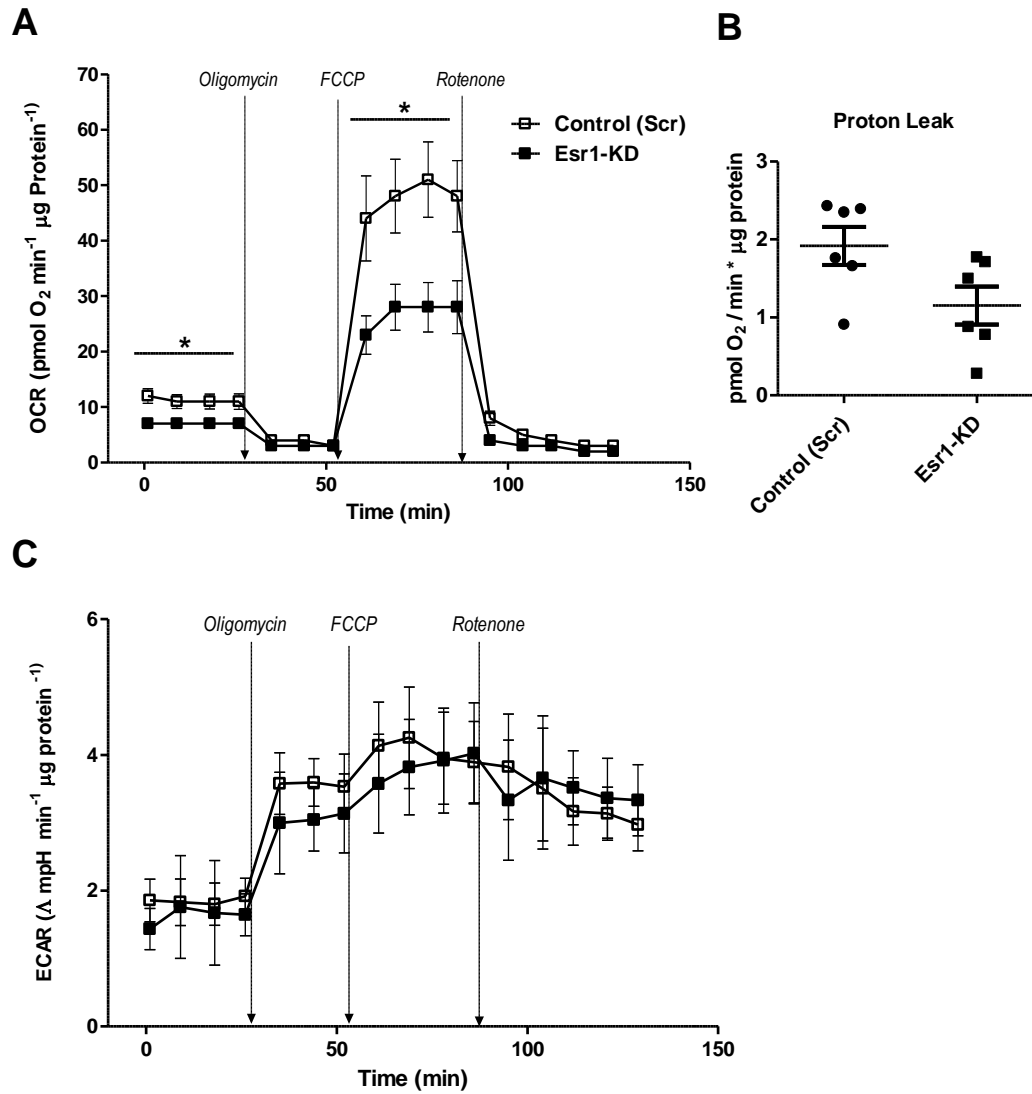 A
Oligomycin FCCP Rotenone
70
60
50
40
30
20
10
0
OCR (pmol O₂ min⁻¹ µg Protein⁻¹)
*
*
Control (Scr)
Esr1-KD
0 50 100 150
Time (min)
B
Proton Leak
3
2
1
0
pmol O₂ / min * µg protein
Control (Scr)
Esr1-KD
C
Oligomycin FCCP Rotenone
6
4
2
0
ECAR (Δ mpH min⁻¹ µg protein⁻¹)
0 50 100 150
Time (min)